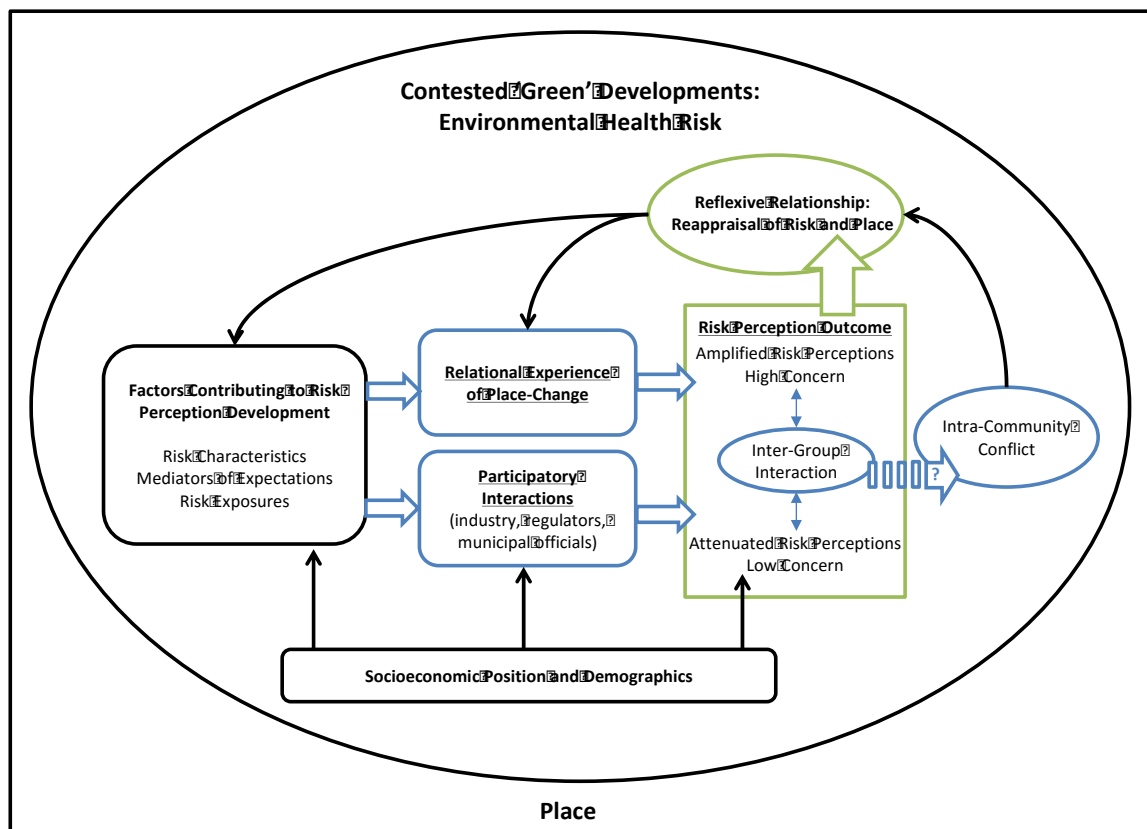 Contested 'Green' Developments:
Environmental Health Risk
Reflexive Relationship:
Reappraisal of Risk and Place
Factors Contributing to Risk
Perception Development
Risk Characteristics
Mediators of Expectations
Risk Exposures
Relational Experience
of Place-Change
Participatory
Interactions
(industry, regulators,
municipal officials)
Risk Perception Outcome
Amplified Risk Perceptions
High Concern
Inter-Group
Interaction
Attenuated Risk Perceptions
Low Concern
?
Intra-Community
Conflict
Socioeconomic Position and Demographics
Place